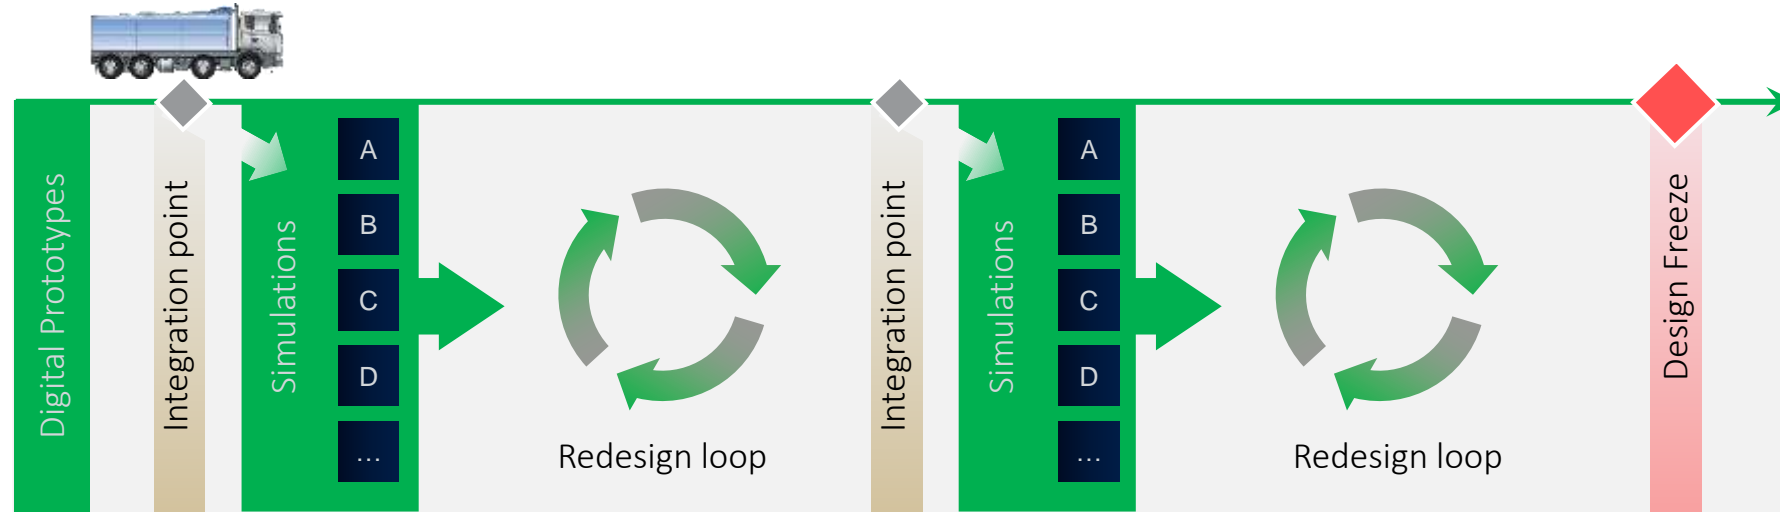 Digital Prototypes
Integration point
Simulations
A
B
C
D
...
Redesign loop
Integration point
Simulations
A
B
C
D
...
Redesign loop
Design Freeze